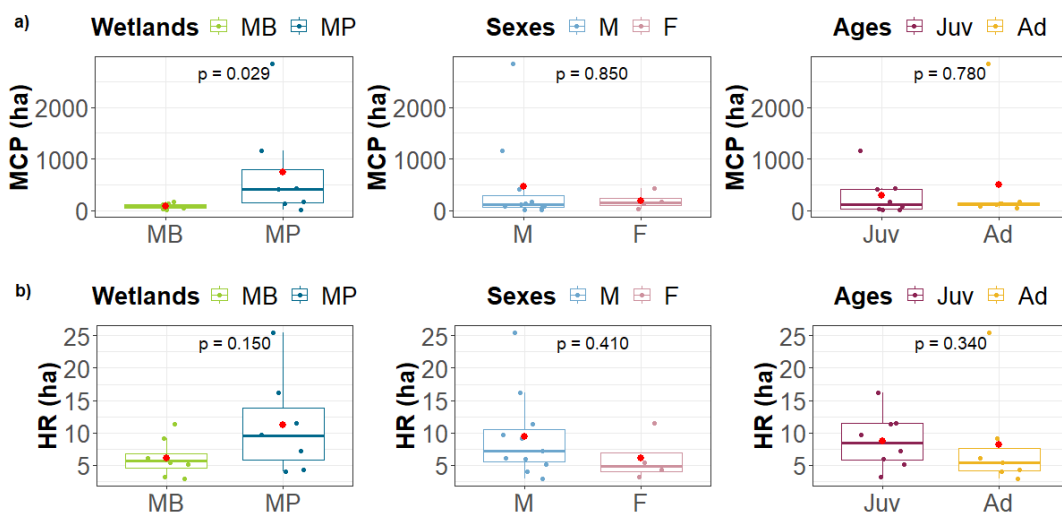 a)
Wetlands MB MP
Sexes M F
Ages Juv Ad
MCP (ha)
2000
1000
0
p = 0.029
MB MP
MCP (ha)
2000
1000
0
p = 0.850
M F
MCP (ha)
2000
1000
0
p = 0.780
Juv Ad
b)
Wetlands MB MP
Sexes M F
Ages Juv Ad
HR (ha)
25
20
15
10
5
p = 0.150
MB MP
HR (ha)
25
20
15
10
5
p = 0.410
M F
HR (ha)
25
20
15
10
5
p = 0.340
Juv Ad